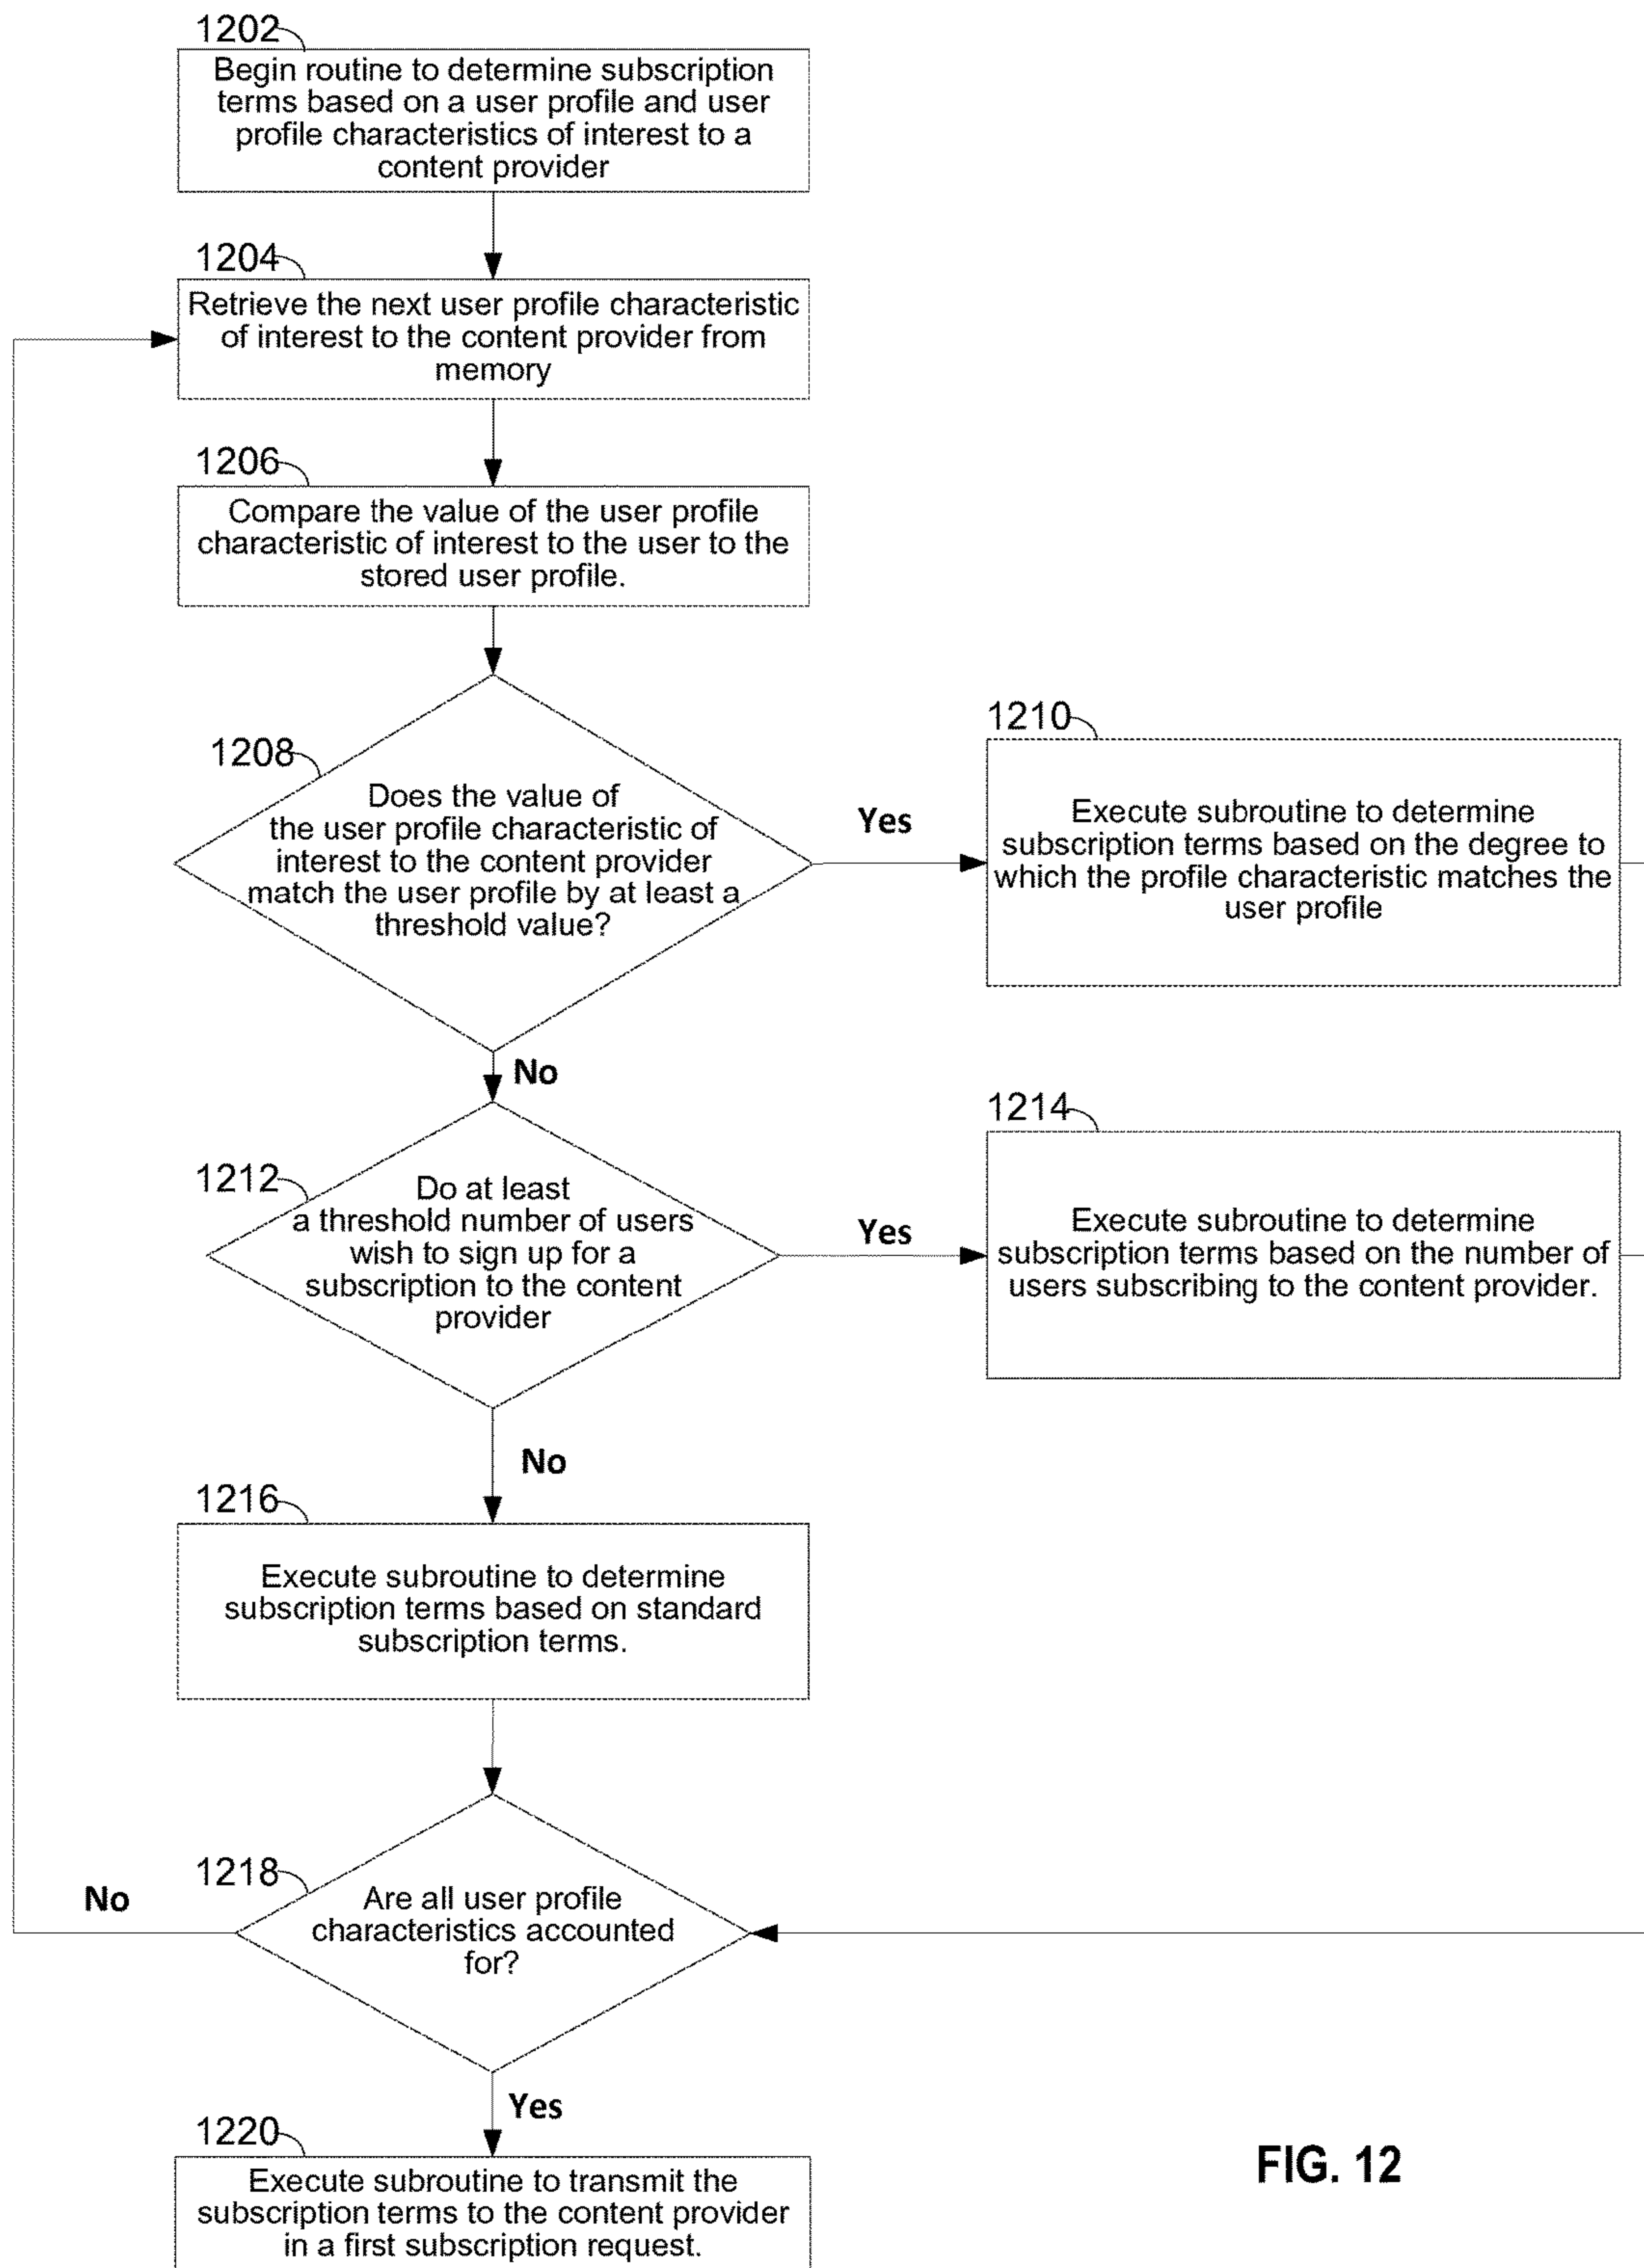 1202
Begin routine to determine subscription
terms based on a user profile and user
profile characteristics of interest to a
content provider
1204
Retrieve the next user profile characteristic
of interest to the content provider from
memory
1206
Compare the value of the user profile
characteristic of interest to the user to the
stored user profile.
1208
Does the value of
the user profile characteristic of
interest to the content provider
match the user profile by at least a
threshold value?
Yes
1210
Execute subroutine to determine
subscription terms based on the degree to
which the profile characteristic matches the
user profile
No
1212
Do at least
a threshold number of users
wish to sign up for a
subscription to the content
provider
Yes
1214
Execute subroutine to determine
subscription terms based on the number of
users subscribing to the content provider.
No
1216
Execute subroutine to determine
subscription terms based on standard
subscription terms.
1218
Are all user profile
characteristics accounted
for?
No
Yes
1220
Execute subroutine to transmit the
subscription terms to the content provider
in a first subscription request.
FIG. 12